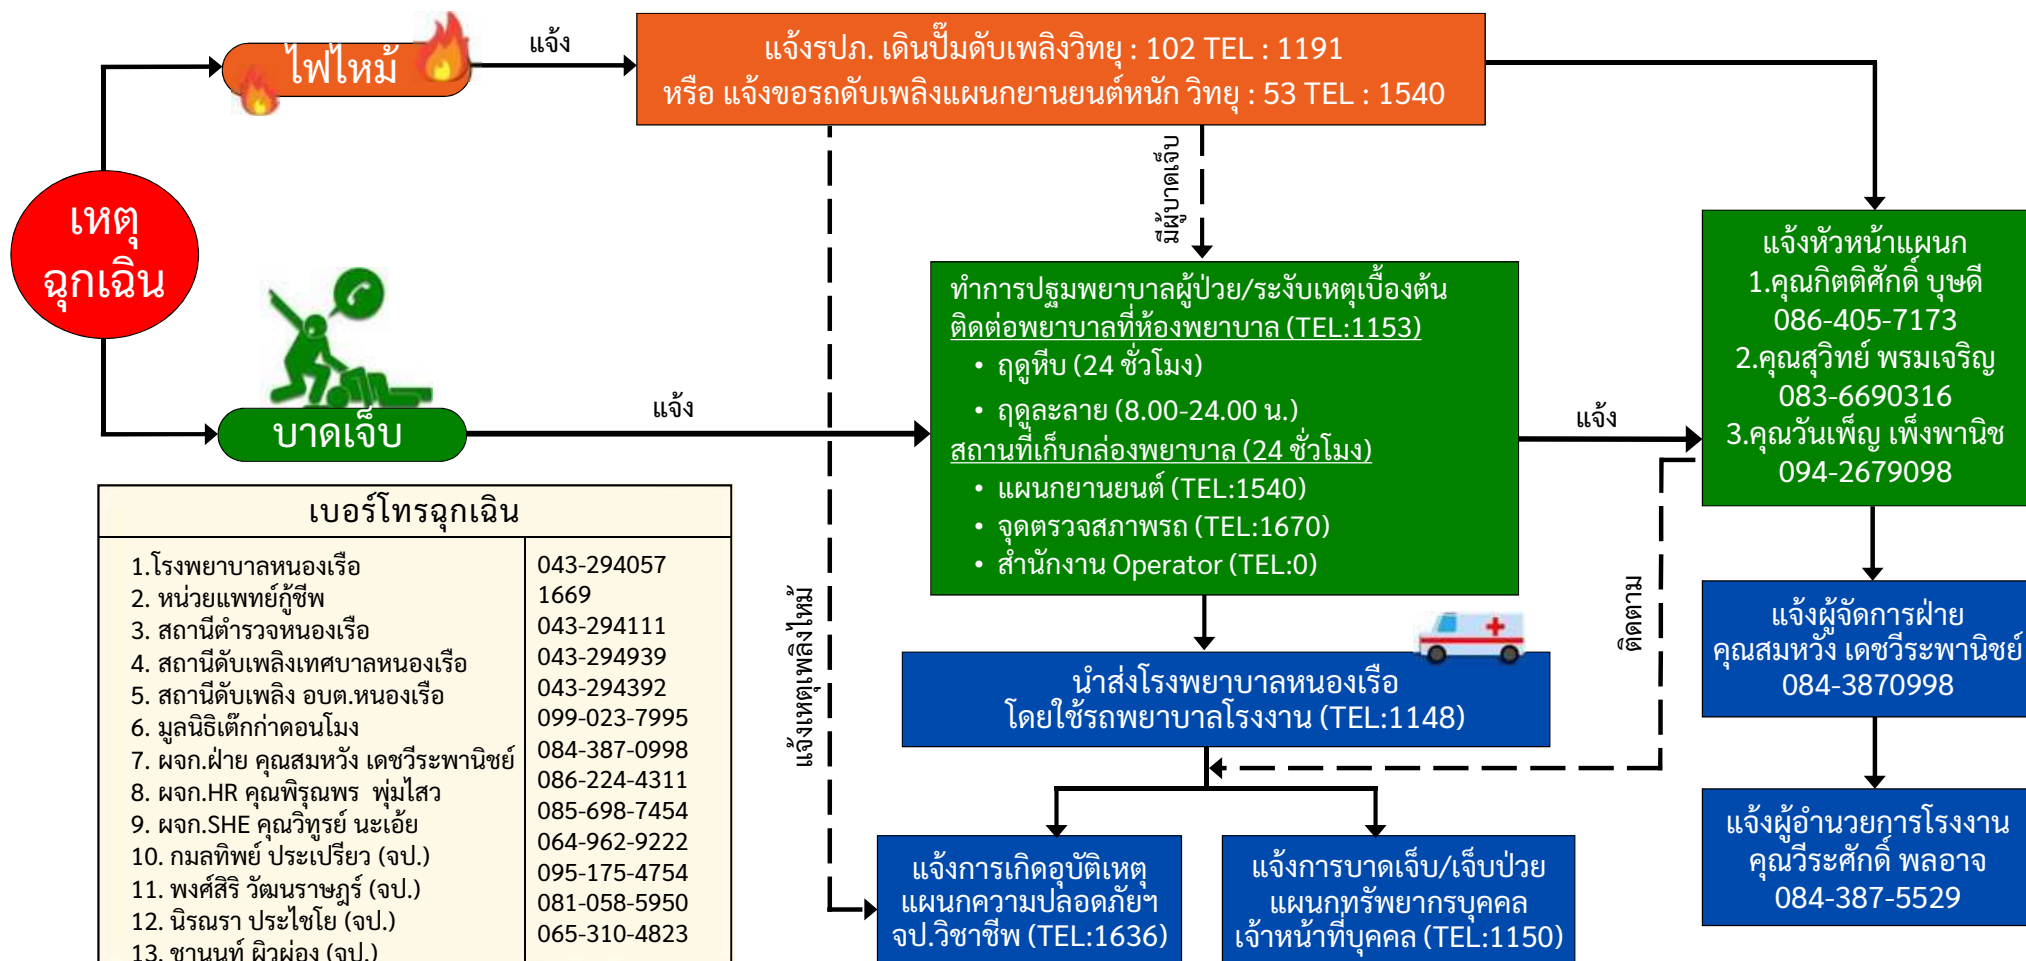 เหตุ
ฉุกเฉิน
ไฟไหม้
แจ้ง
แจ้งรปภ. เดินปั๊มดับเพลิงวิทยุ : 102 TEL : 1191
หรือ แจ้งขอรถดับเพลิงแผนกยานยนต์หนัก วิทยุ : 53 TEL : 1540
มีผู้บาดเจ็บ
แจ้งเหตุเพลิงไหม้
บาดเจ็บ
แจ้ง
ทำการปฐมพยาบาลผู้ป่วย/ระงับเหตุเบื้องต้น
ติดต่อพยาบาลที่ห้องพยาบาล (TEL:1153)
• ฤดูหีบ (24 ชั่วโมง)
• ฤดูละลาย (8.00-24.00 น.)
สถานที่เก็บกล่องพยาบาล (24 ชั่วโมง)
• แผนกยานยนต์ (TEL:1540)
• จุดตรวจสภาพรถ (TEL:1670)
• สำนักงาน Operator (TEL:0)
แจ้ง
แจ้งหัวหน้าแผนก
1.คุณกิตติศักดิ์ บุษดี
086-405-7173
2.คุณสุวิทย์ พรมเจริญ
083-6690316
3.คุณวันเพ็ญ เพ็งพานิช
094-2679098
ติดตาม
แจ้งผู้จัดการฝ่าย
คุณสมหวัง เดชวีระพานิชย์
084-3870998
แจ้งผู้อำนวยการโรงงาน
คุณวีระศักดิ์ พลอาจ
084-387-5529
นำส่งโรงพยาบาลหนองเรือ
โดยใช้รถพยาบาลโรงงาน (TEL:1148)
แจ้งการเกิดอุบัติเหตุ
แผนกความปลอดภัยฯ
จป.วิชาชีพ (TEL:1636)
แจ้งการบาดเจ็บ/เจ็บป่วย
แผนกทรัพยากรบุคคล
เจ้าหน้าที่บุคคล (TEL:1150)
เบอร์โทรฉุกเฉิน
1.โรงพยาบาลหนองเรือ 043-294057
2. หน่วยแพทย์กู้ชีพ 1669
3. สถานีตำรวจหนองเรือ 043-294111
4. สถานีดับเพลิงเทศบาลหนองเรือ 043-294939
5. สถานีดับเพลิง อบต.หนองเรือ 043-294392
6. มูลนิธิเต๊กก่าดอนโมง 099-023-7995
7. ผจก.ฝ่าย คุณสมหวัง เดชวีระพานิชย์ 084-387-0998
8. ผจก.HR คุณพิรุณพร พุ่มไสว 086-224-4311
9. ผจก.SHE คุณวิทูรย์ นะเอ้ย 085-698-7454
10. กมลทิพย์ ประเปรียว (จป.) 064-962-9222
11. พงศ์สิริ วัฒนราษฎร์ (จป.) 095-175-4754
12. นิรณรา ประไชโย (จป.) 081-058-5950
13. ชานนท์ ผิวผ่อง (จป.) 065-310-4823